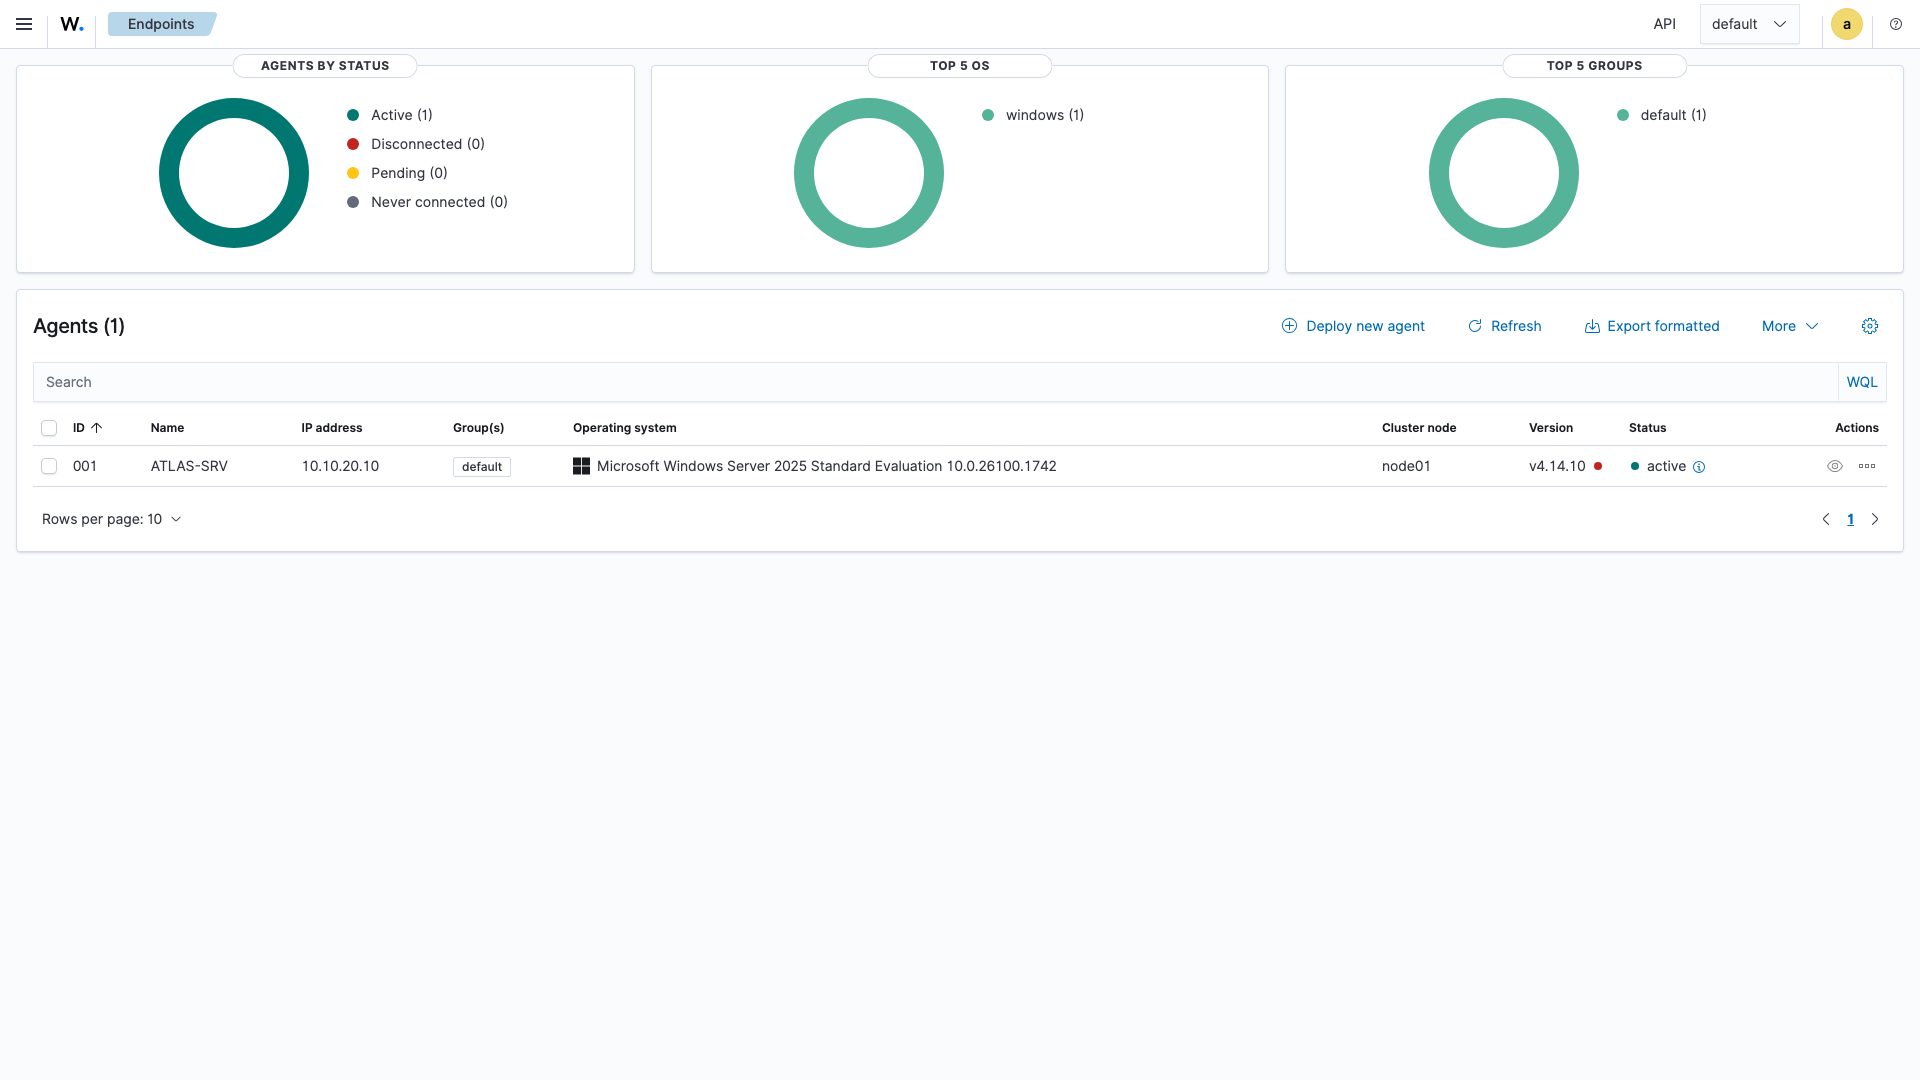 W. Endpoints API default a
AGENTS BY STATUS
Active (1)
Disconnected (0)
Pending (0)
Never connected (0)
TOP 5 OS
windows (1)
TOP 5 GROUPS
default (1)
Agents (1) Deploy new agent Refresh Export formatted More
Search WQL
ID Name IP address Group(s) Operating system Cluster node Version Status Actions
001 ATLAS-SRV 10.10.20.10 default Microsoft Windows Server 2025 Standard Evaluation 10.0.26100.1742 node01 v4.14.10 active
Rows per page: 10 1